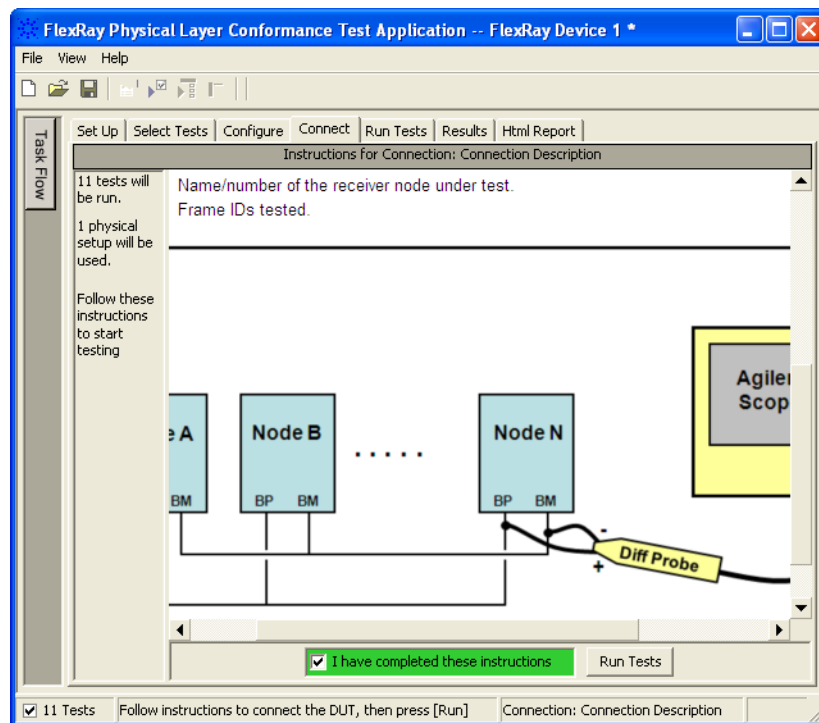 FlexRay Physical Layer Conformance Test Application -- FlexRay Device 1 *
File View Help
Task Flow
Set Up Select Tests Configure Connect Run Tests Results Html Report
Instructions for Connection: Connection Description
11 tests will
be run.
1 physical
setup will be
used.
Follow these
instructions
to start
testing
Name/number of the receiver node under test.
Frame IDs tested.
e A
BM
Node B
BP BM
. . . . .
Node N
BP BM
-
+
Diff Probe
Agiler
Scop
I have completed these instructions
Run Tests
11 Tests
Follow instructions to connect the DUT, then press [Run]
Connection: Connection Description